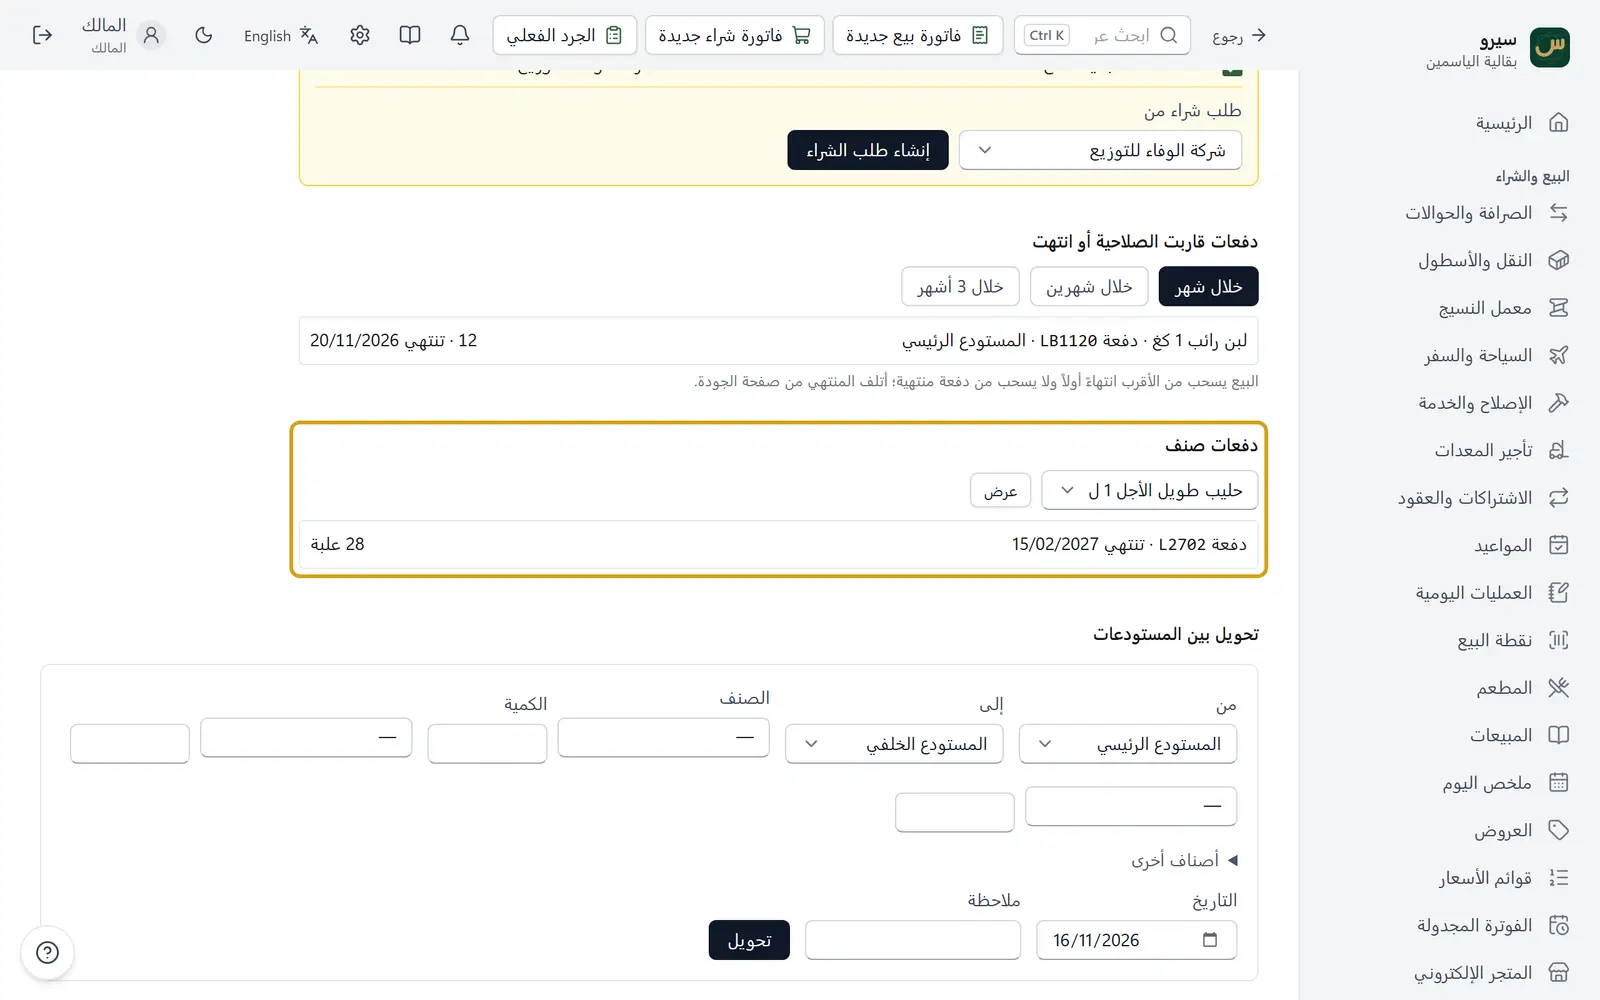 سيرو
بقالية الياسمين
رجوع
ابحث عن
Ctrl K
فاتورة بيع جديدة
فاتورة شراء جديدة
الجرد الفعلي
English
المالك
المالك
الرئيسية
البيع والشراء
الصرافة والحوالات
النقل والأسطول
معمل النسيج
السياحة والسفر
الإصلاح والخدمة
تأجير المعدات
الاشتراكات والعقود
المواعيد
العمليات اليومية
نقطة البيع
المطعم
المبيعات
ملخص اليوم
العروض
قوائم الأسعار
الفوترة المجدولة
المتجر الإلكتروني
طلب شراء من
شركة الوفاء للتوزيع
إنشاء طلب الشراء
دفعات قاربت الصلاحية أو انتهت
خلال شهر
خلال شهرين
خلال 3 أشهر
لبن رائب 1 كغ · دفعة LB1120 · المستودع الرئيسي
12 · تنتهي 20/11/2026
البيع يسحب من الأقرب انتهاءً أولاً ولا يسحب من دفعة منتهية؛ أتلف المنتهي من صفحة الجودة.
دفعات صنف
حليب طويل الأجل 1 ل
عرض
دفعة L2702 · تنتهي 15/02/2027
28 علبة
تحويل بين المستودعات
من
إلى
الصنف
الكمية
المستودع الرئيسي
المستودع الخلفي
—
—
—
أصناف أخرى
التاريخ
ملاحظة
16/11/2026
تحويل